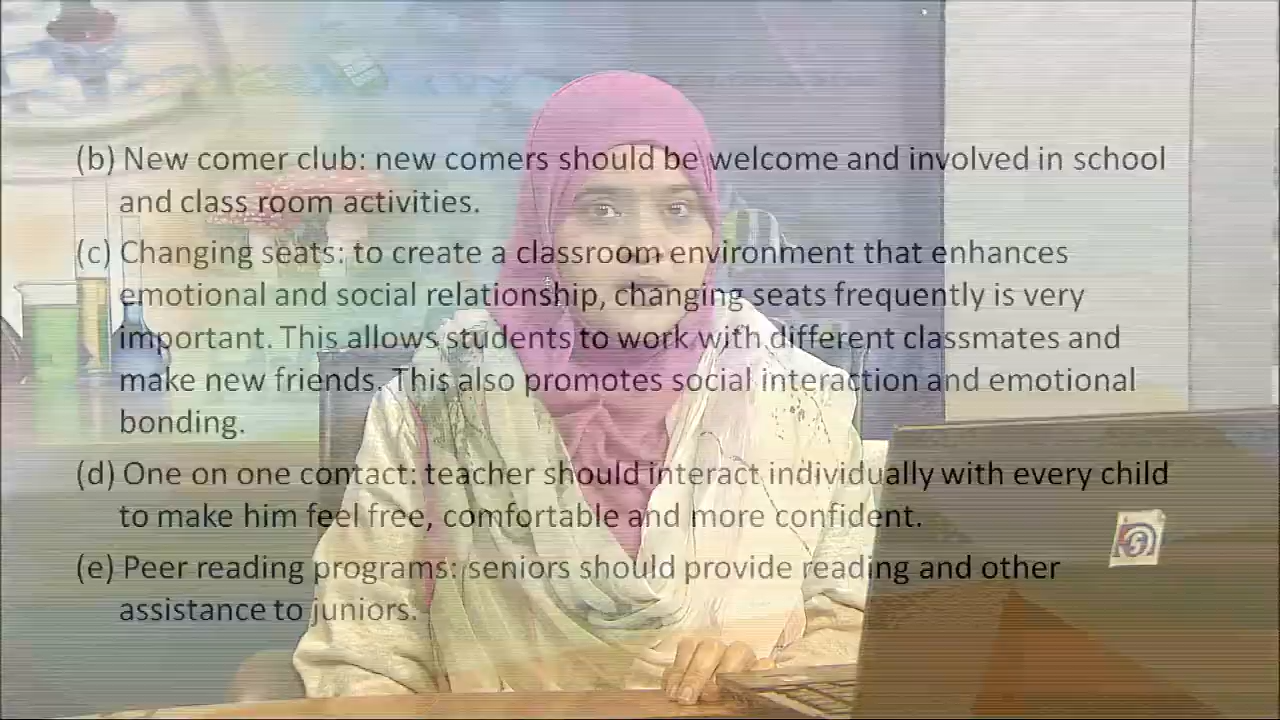 (b) New comer club: new comers should be welcome and involved in school
and class room activities.
(c) Changing seats: to create a classroom environment that enhances
emotional and social relationship, changing seats frequently is very
important. This allows students to work with different classmates and
make new friends. This also promotes social interaction and emotional
bonding.
(d) One on one contact: teacher should interact individually with every child
to make him feel free, comfortable and more confident.
(e) Peer reading programs: seniors should provide reading and other
assistance to juniors.